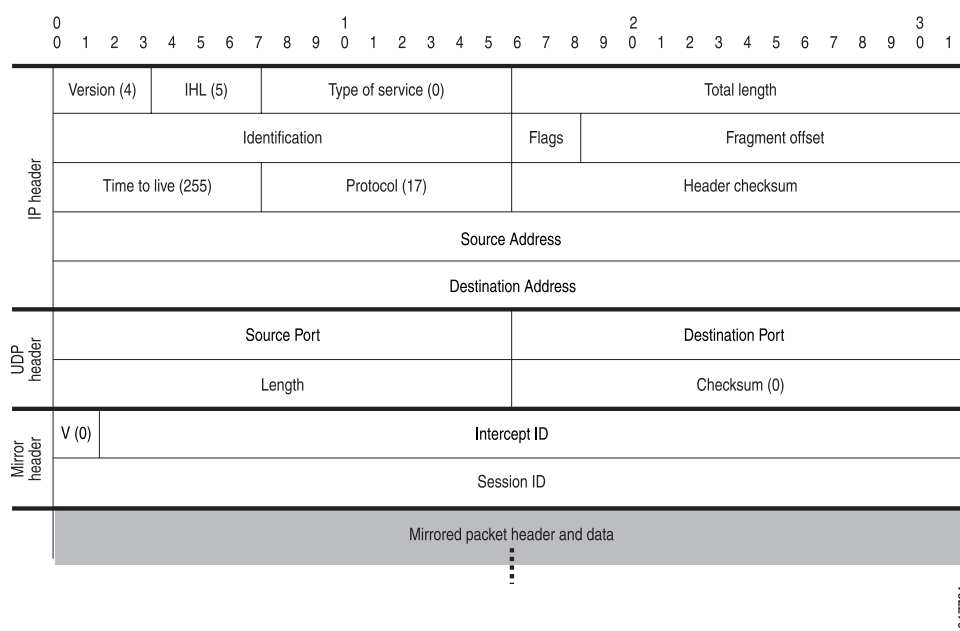 0 1 2 3
0 1 2 3 4 5 6 7 8 9 0 1 2 3 4 5 6 7 8 9 0 1 2 3 4 5 6 7 8 9 0 1
IP header
Version (4) IHL (5) Type of service (0) Total length
Identification Flags Fragment offset
Time to live (255) Protocol (17) Header checksum
Source Address
Destination Address
UDP
header
Source Port Destination Port
Length Checksum (0)
Mirror
header
V (0) Intercept ID
Session ID
Mirrored packet header and data